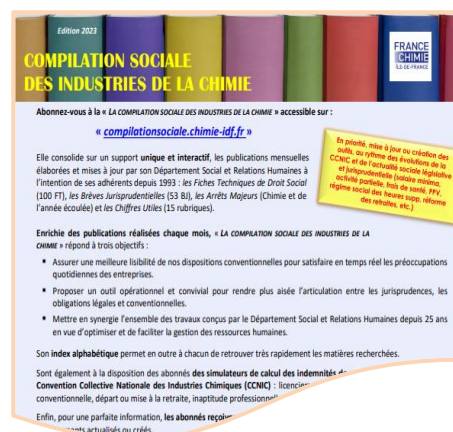 Edition 2023
COMPILATION SOCIALE
DES INDUSTRIES DE LA CHIMIE
FRANCE
CHIMIE
ÎLE-DE-FRANCE
Abonnez-vous à la « LA COMPILATION SOCIALE DES INDUSTRIES DE LA CHIMIE » accessible sur :
« compilationsociale.chimie-idf.fr »
Elle consolide sur un support unique et interactif, les publications mensuelles
élaborées et mises à jour par son Département Social et Relations Humaines à
l'intention de ses adhérents depuis 1993 : les Fiches Techniques de Droit Social
(100 FT), les Brèves Jurisprudentielles (53 BJ), les Arrêts Majeurs (Chimie et de
l'année écoulée) et les Chiffres Utiles (15 rubriques).
En priorité, mise à jour ou création des
outils, au rythme des évolutions de la
CCNIC et de l'actualité sociale législative
et jurisprudentielle (salaire minima,
activité partielle, frais de santé, PPV,
régime social des heures supp. réforme
des retraites, etc.)
Enrichie des publications réalisées chaque mois, « LA COMPILATION SOCIALE DES INDUSTRIES DE LA
CHIMIE » répond à trois objectifs :
▪ Assurer une meilleure lisibilité de nos dispositions conventionnelles pour satisfaire en temps réel les préoccupations
quotidiennes des entreprises.
▪ Proposer un outil opérationnel et convivial pour rendre plus aisée l'articulation entre les jurisprudences, les
obligations légales et conventionnelles.
▪ Mettre en synergie l'ensemble des travaux conçus par le Département Social et Relations Humaines depuis 25 ans
en vue d'optimiser et de faciliter la gestion des ressources humaines.
Son index alphabétique permet en outre à chacun de retrouver très rapidement les matières recherchées.
Sont également à la disposition des abonnés des simulateurs de calcul des indemnités
Convention Collective Nationale des Industries Chimiques (CCNIC) :
conventionnelle, départ ou mise à la retraite, inaptitude
Enfin, pour une parfaite information, les abonnés
actualisés ou créés